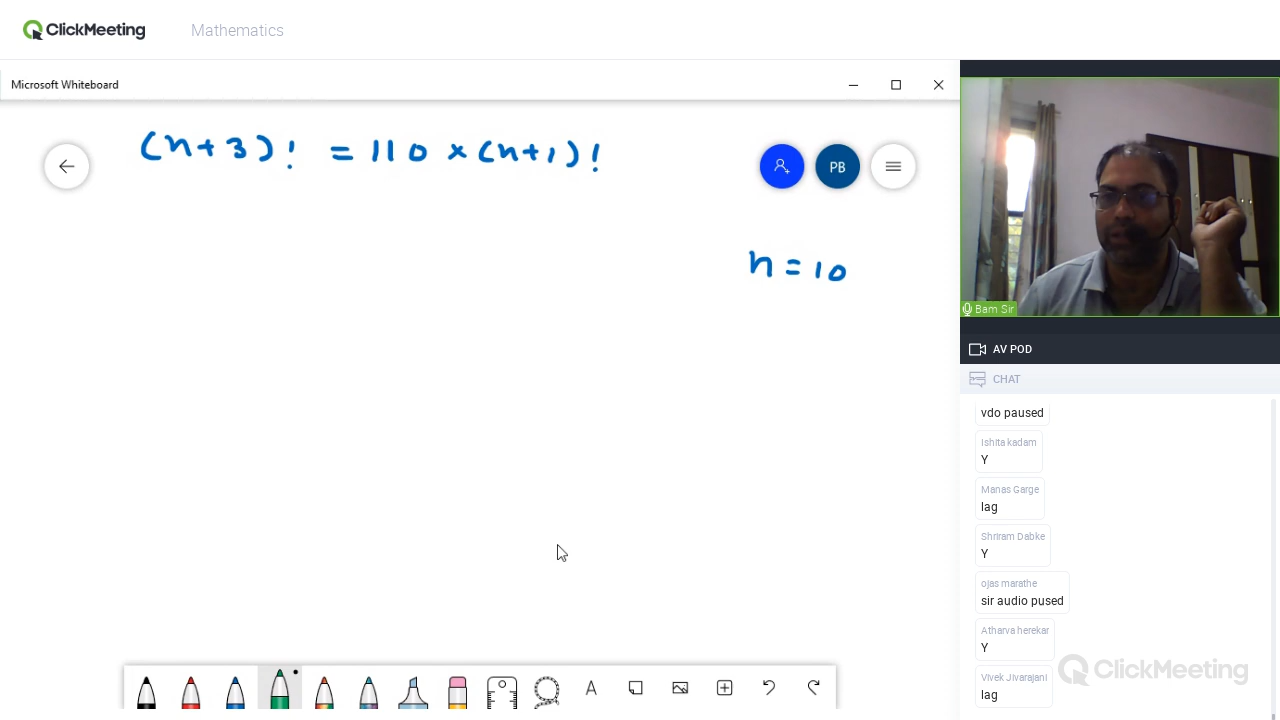 ClickMeeting Mathematics
Microsoft Whiteboard
(n+3)! = 110 × (n+1)!
PB
n = 10
Bam Sir
AV POD
CHAT
vdo paused
Ishita kadam
Y
Manas Garge
lag
Shriram Dabke
Y
ojas marathe
sir audio pused
Atharva herekar
Y
Vivek Jivarajani
lag
ClickMeeting
A